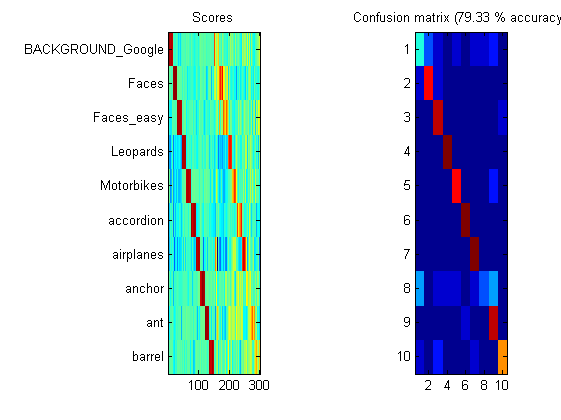 Scores
BACKGROUND_Google
Faces
Faces_easy
Leopards
Motorbikes
accordion
airplanes
anchor
ant
barrel
100 200 300
Confusion matrix (79.33 % accuracy
1
2
3
4
5
6
7
8
9
10
2 4 6 8 10